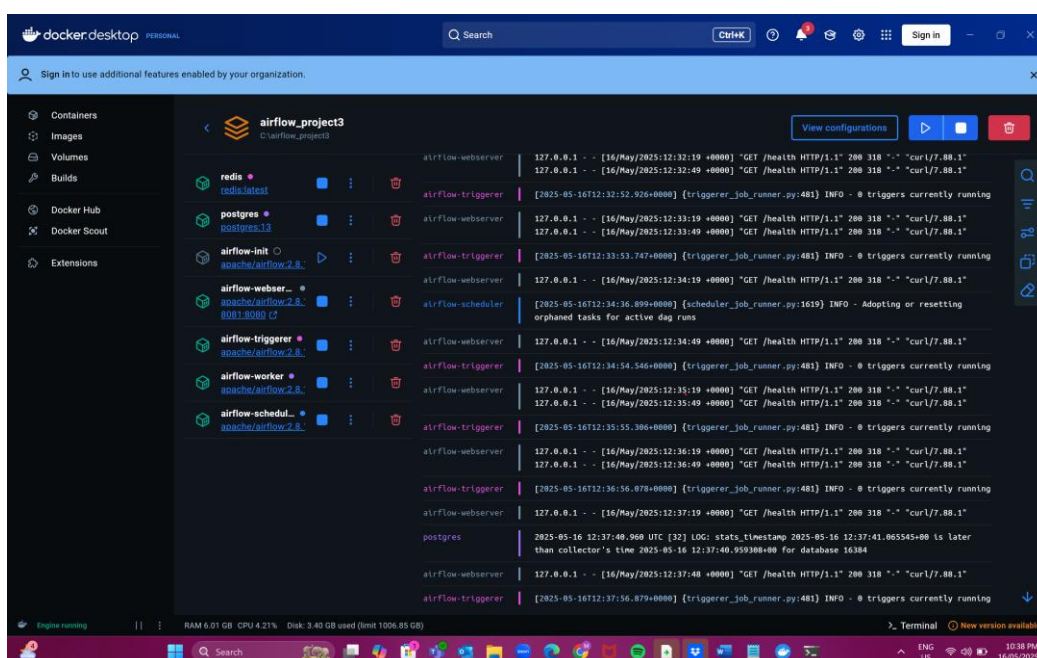 docker.desktop PERSONAL
Search
Ctrl+K
3
Sign in
Sign in to use additional features enabled by your organization.
Containers
Images
Volumes
Builds
Docker Hub
Docker Scout
Extensions
airflow_project3
C:\airflow_project3
View configurations
redis
redis:latest
postgres
postgres:13
airflow-init
apache/airflow:2.8.
airflow-webser...
apache/airflow:2.8.
8081:8080
airflow-triggerer
apache/airflow:2.8.
airflow-worker
apache/airflow:2.8.
airflow-schedul...
apache/airflow:2.8.
airflow-webserver 127.0.0.1 - - [16/May/2025:12:32:19 +0000] "GET /health HTTP/1.1" 200 318 "-" "curl/7.88.1"
127.0.0.1 - - [16/May/2025:12:32:49 +0000] "GET /health HTTP/1.1" 200 318 "-" "curl/7.88.1"
airflow-triggerer [2025-05-16T12:32:52.926+0000] {triggerer_job_runner.py:481} INFO - 0 triggers currently running
airflow-webserver 127.0.0.1 - - [16/May/2025:12:33:19 +0000] "GET /health HTTP/1.1" 200 318 "-" "curl/7.88.1"
127.0.0.1 - - [16/May/2025:12:33:49 +0000] "GET /health HTTP/1.1" 200 318 "-" "curl/7.88.1"
airflow-triggerer [2025-05-16T12:33:53.747+0000] {triggerer_job_runner.py:481} INFO - 0 triggers currently running
airflow-webserver 127.0.0.1 - - [16/May/2025:12:34:19 +0000] "GET /health HTTP/1.1" 200 318 "-" "curl/7.88.1"
airflow-scheduler [2025-05-16T12:34:36.899+0000] {scheduler_job_runner.py:1619} INFO - Adopting or resetting
orphaned tasks for active dag runs
airflow-webserver 127.0.0.1 - - [16/May/2025:12:34:49 +0000] "GET /health HTTP/1.1" 200 318 "-" "curl/7.88.1"
airflow-triggerer [2025-05-16T12:34:54.546+0000] {triggerer_job_runner.py:481} INFO - 0 triggers currently running
airflow-webserver 127.0.0.1 - - [16/May/2025:12:35:19 +0000] "GET /health HTTP/1.1" 200 318 "-" "curl/7.88.1"
127.0.0.1 - - [16/May/2025:12:35:49 +0000] "GET /health HTTP/1.1" 200 318 "-" "curl/7.88.1"
airflow-triggerer [2025-05-16T12:35:55.306+0000] {triggerer_job_runner.py:481} INFO - 0 triggers currently running
airflow-webserver 127.0.0.1 - - [16/May/2025:12:36:19 +0000] "GET /health HTTP/1.1" 200 318 "-" "curl/7.88.1"
127.0.0.1 - - [16/May/2025:12:36:49 +0000] "GET /health HTTP/1.1" 200 318 "-" "curl/7.88.1"
airflow-triggerer [2025-05-16T12:36:56.078+0000] {triggerer_job_runner.py:481} INFO - 0 triggers currently running
airflow-webserver 127.0.0.1 - - [16/May/2025:12:37:19 +0000] "GET /health HTTP/1.1" 200 318 "-" "curl/7.88.1"
postgres 2025-05-16 12:37:40.960 UTC [32] LOG: stats_timestamp 2025-05-16 12:37:41.065545+00 is later
than collector's time 2025-05-16 12:37:40.959308+00 for database 16384
airflow-webserver 127.0.0.1 - - [16/May/2025:12:37:48 +0000] "GET /health HTTP/1.1" 200 318 "-" "curl/7.88.1"
airflow-triggerer [2025-05-16T12:37:56.879+0000] {triggerer_job_runner.py:481} INFO - 0 triggers currently running
Engine running
RAM 6.01 GB CPU 4.21% Disk: 3.40 GB used (limit 1006.85 GB)
Terminal
New version available
Search
ENG
US
10:38 PM
16/05/2025